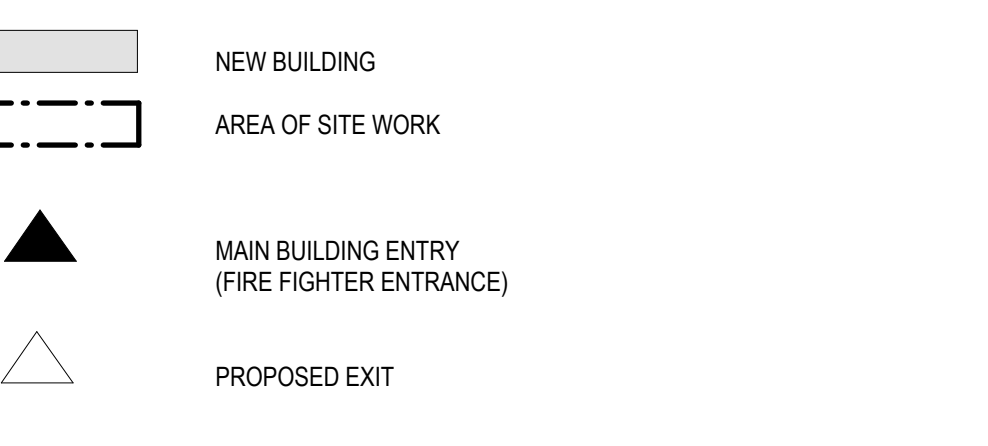 NEW BUILDING
AREA OF SITE WORK
MAIN BUILDING ENTRY
(FIRE FIGHTER ENTRANCE)
PROPOSED EXIT